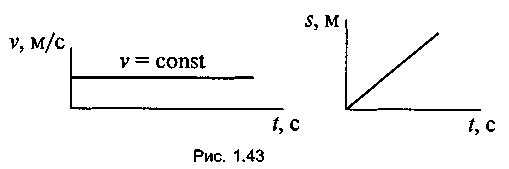 v, м/с
v = const
t, с
s, м
t, с
Рис. 1.43